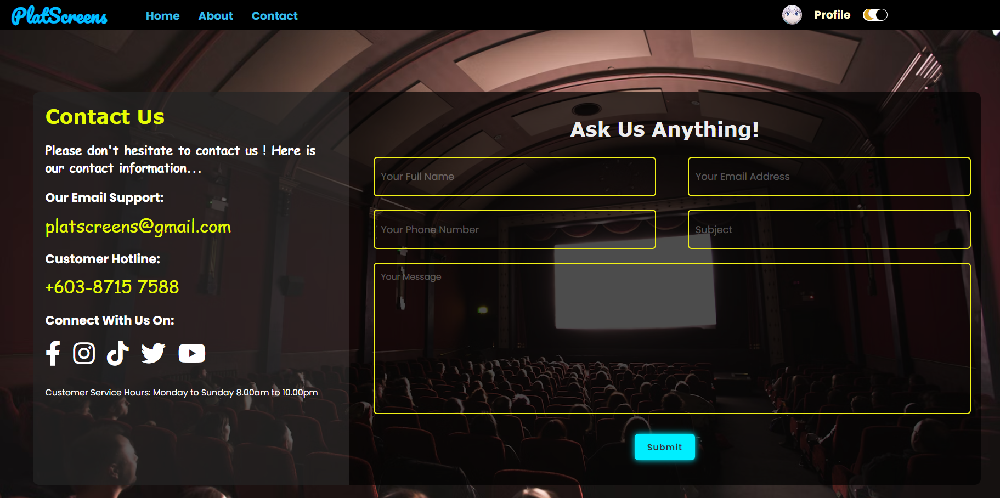 PlatScreens
Home
About
Contact
Profile
Contact Us
Please don't hesitate to contact us ! Here is
our contact information...
Our Email Support:
platscreens@gmail.com
Customer Hotline:
+603-8715 7588
Connect With Us On:
Customer Service Hours: Monday to Sunday 8.00am to 10.00pm
Ask Us Anything!
Your Full Name
Your Email Address
Your Phone Number
Subject
Your Message
Submit